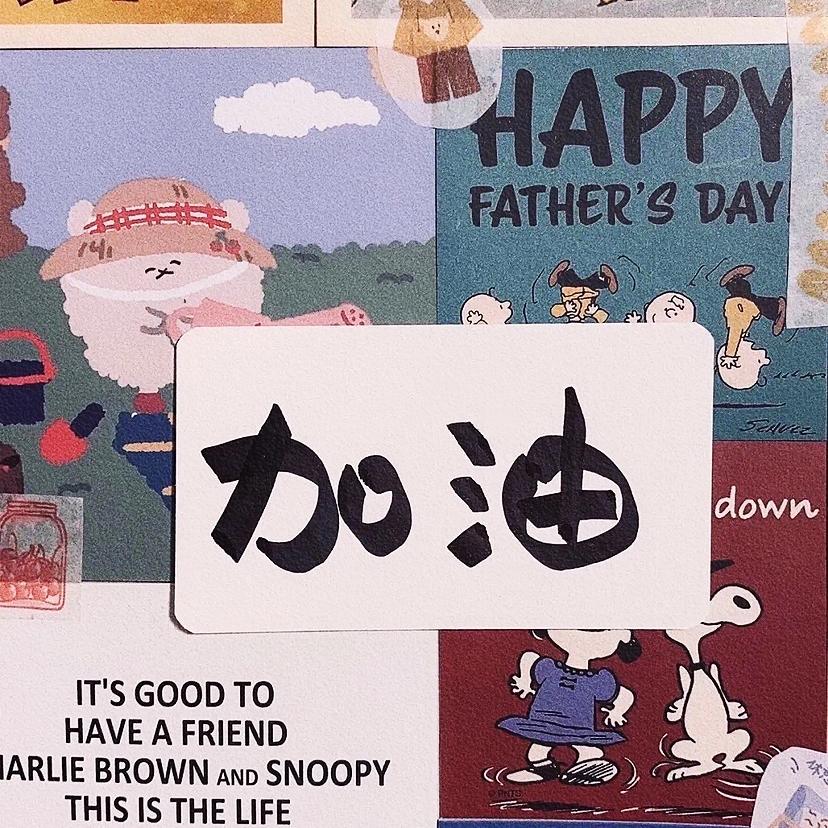 HAPPY
FATHER'S DAY!
SCHULZ
加油
down
IT'S GOOD TO
HAVE A FRIEND
HARLIE BROWN AND SNOOPY
THIS IS THE LIFE